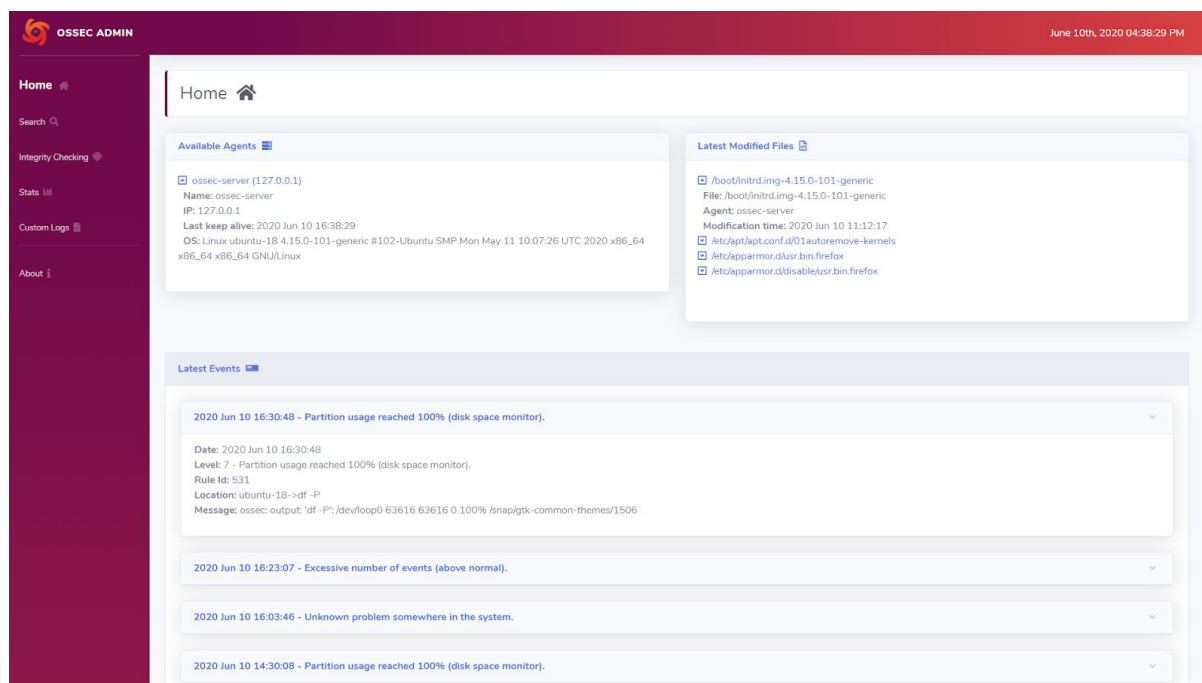 OSSEC ADMIN
June 10th, 2020 04:38:29 PM
Home
Search
Integrity Checking
Stats
Custom Logs
About
Home
Available Agents
ossec-server (127.0.0.1)
Name: ossec-server
IP: 127.0.0.1
Last keep alive: 2020 Jun 10 16:38:29
OS: Linux ubuntu-18 4.15.0-101-generic #102-Ubuntu SMP Mon May 11 10:07:26 UTC 2020 x86_64
x86_64 x86_64 GNU/Linux
Latest Modified Files
/boot/initrd.img-4.15.0-101-generic
File: /boot/initrd.img-4.15.0-101-generic
Agent: ossec-server
Modification time: 2020 Jun 10 11:12:17
/etc/apt/apt.conf.d/01autoremove-kernels
/etc/apparmor.d/usr.bin.firefox
/etc/apparmor.d/disable/usr.bin.firefox
Latest Events
2020 Jun 10 16:30:48 - Partition usage reached 100% (disk space monitor).
Date: 2020 Jun 10 16:30:48
Level: 7 - Partition usage reached 100% (disk space monitor).
Rule Id: 531
Location: ubuntu-18->df -P
Message: ossec: output: 'df -P': /dev/loop0 63616 63616 0 100% /snap/gtk-common-themes/1506
2020 Jun 10 16:23:07 - Excessive number of events (above normal).
2020 Jun 10 16:03:46 - Unknown problem somewhere in the system.
2020 Jun 10 14:30:08 - Partition usage reached 100% (disk space monitor).